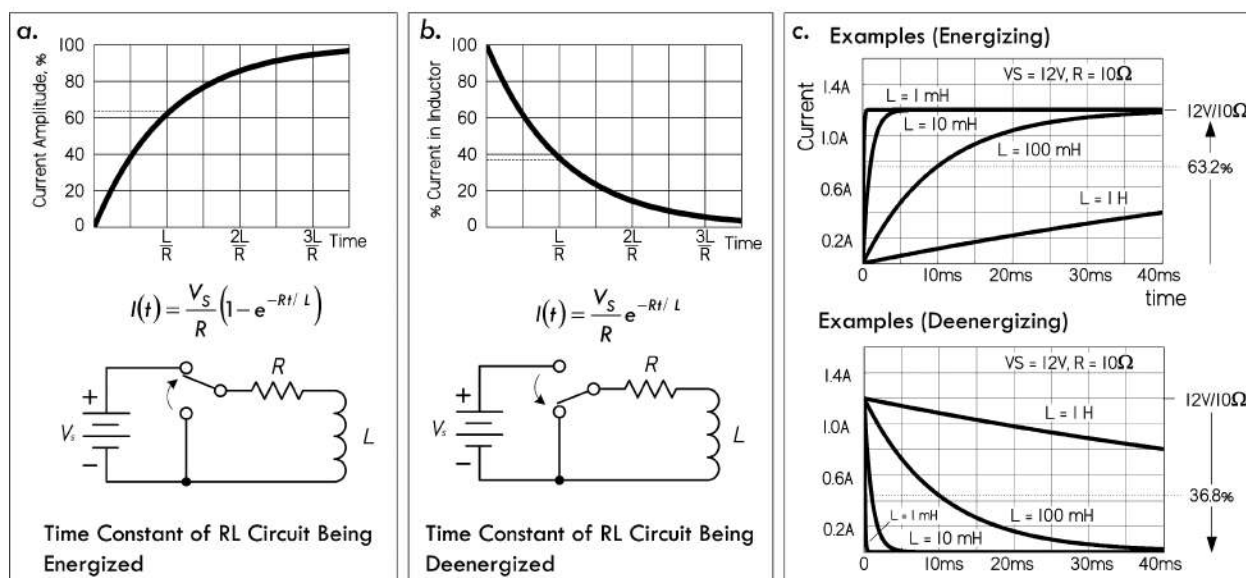 a.
Current Amplitude, %
100
80
60
40
20
0
L/R 2L/R 3L/R Time
I(t) = V_S/R (1 - e^{-Rt/L})
R
+
V_s
−
L
Time Constant of RL Circuit Being
Energized
b.
% Current in Inductor
100
80
60
40
20
0
L/R 2L/R 3L/R Time
I(t) = V_S/R e^{-Rt/L}
R
+
V_s
−
L
Time Constant of RL Circuit Being
Deenergized
c. Examples (Energizing)
VS = 12V, R = 10Ω
Current
1.4A
1.0A
0.6A
0.2A
L = 1 mH
L = 10 mH
L = 100 mH
L = 1 H
12V/10Ω
63.2%
0 10ms 20ms 30ms 40ms
time
Examples (Deenergizing)
VS = 12V, R = 10Ω
1.4A
1.0A
0.6A
0.2A
L = 1 H
L = 1 mH
L = 100 mH
L = 10 mH
12V/10Ω
36.8%
0 10ms 20ms 30ms 40ms